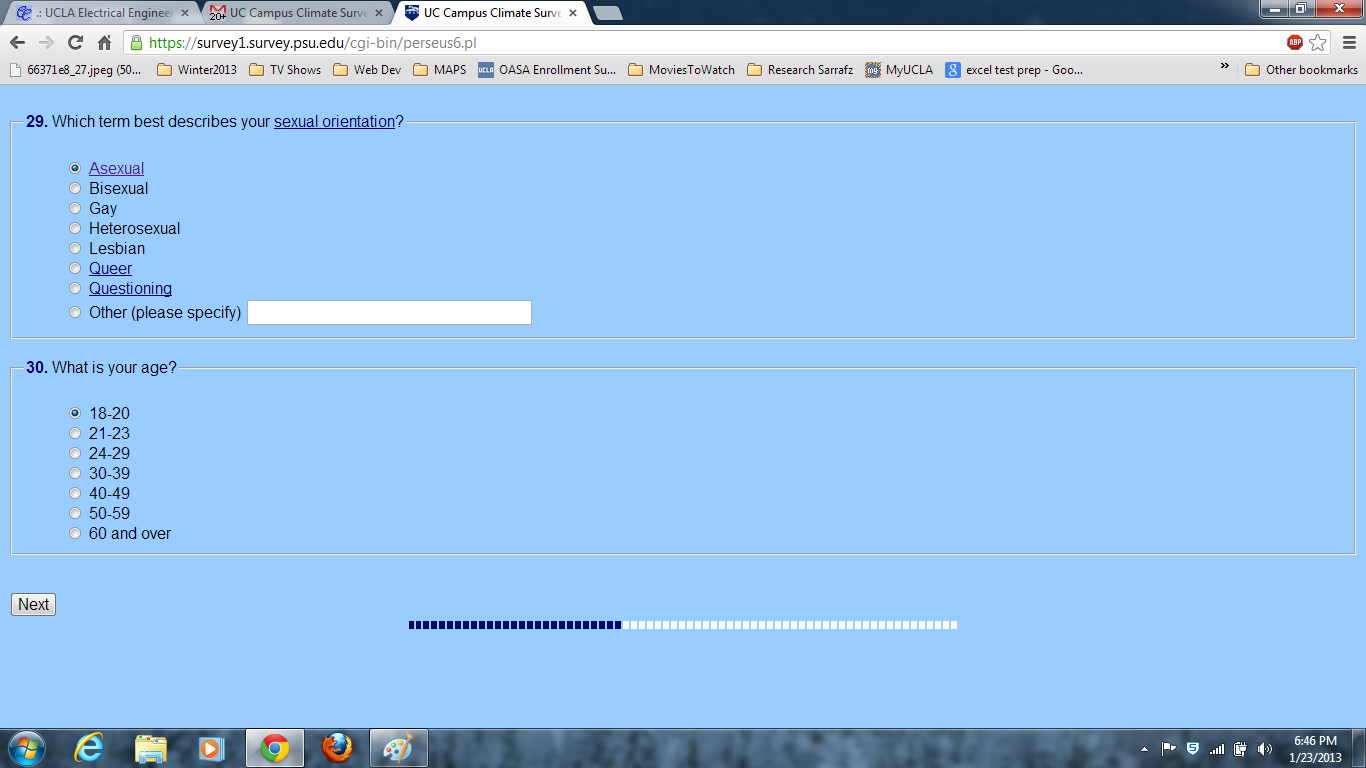 .: UCLA Electrical Enginee
20+ UC Campus Climate Surve
UC Campus Climate Surve
https://survey1.survey.psu.edu/cgi-bin/perseus6.pl
ABP
66371e8_27.jpeg (50... Winter2013 TV Shows Web Dev MAPS UCLA OASA Enrollment Su... MoviesToWatch Research Sarrafz my MyUCLA g excel test prep - Goo... » Other bookmarks
29. Which term best describes your sexual orientation?
Asexual
Bisexual
Gay
Heterosexual
Lesbian
Queer
Questioning
Other (please specify)
30. What is your age?
18-20
21-23
24-29
30-39
40-49
50-59
60 and over
Next
6:46 PM
1/23/2013